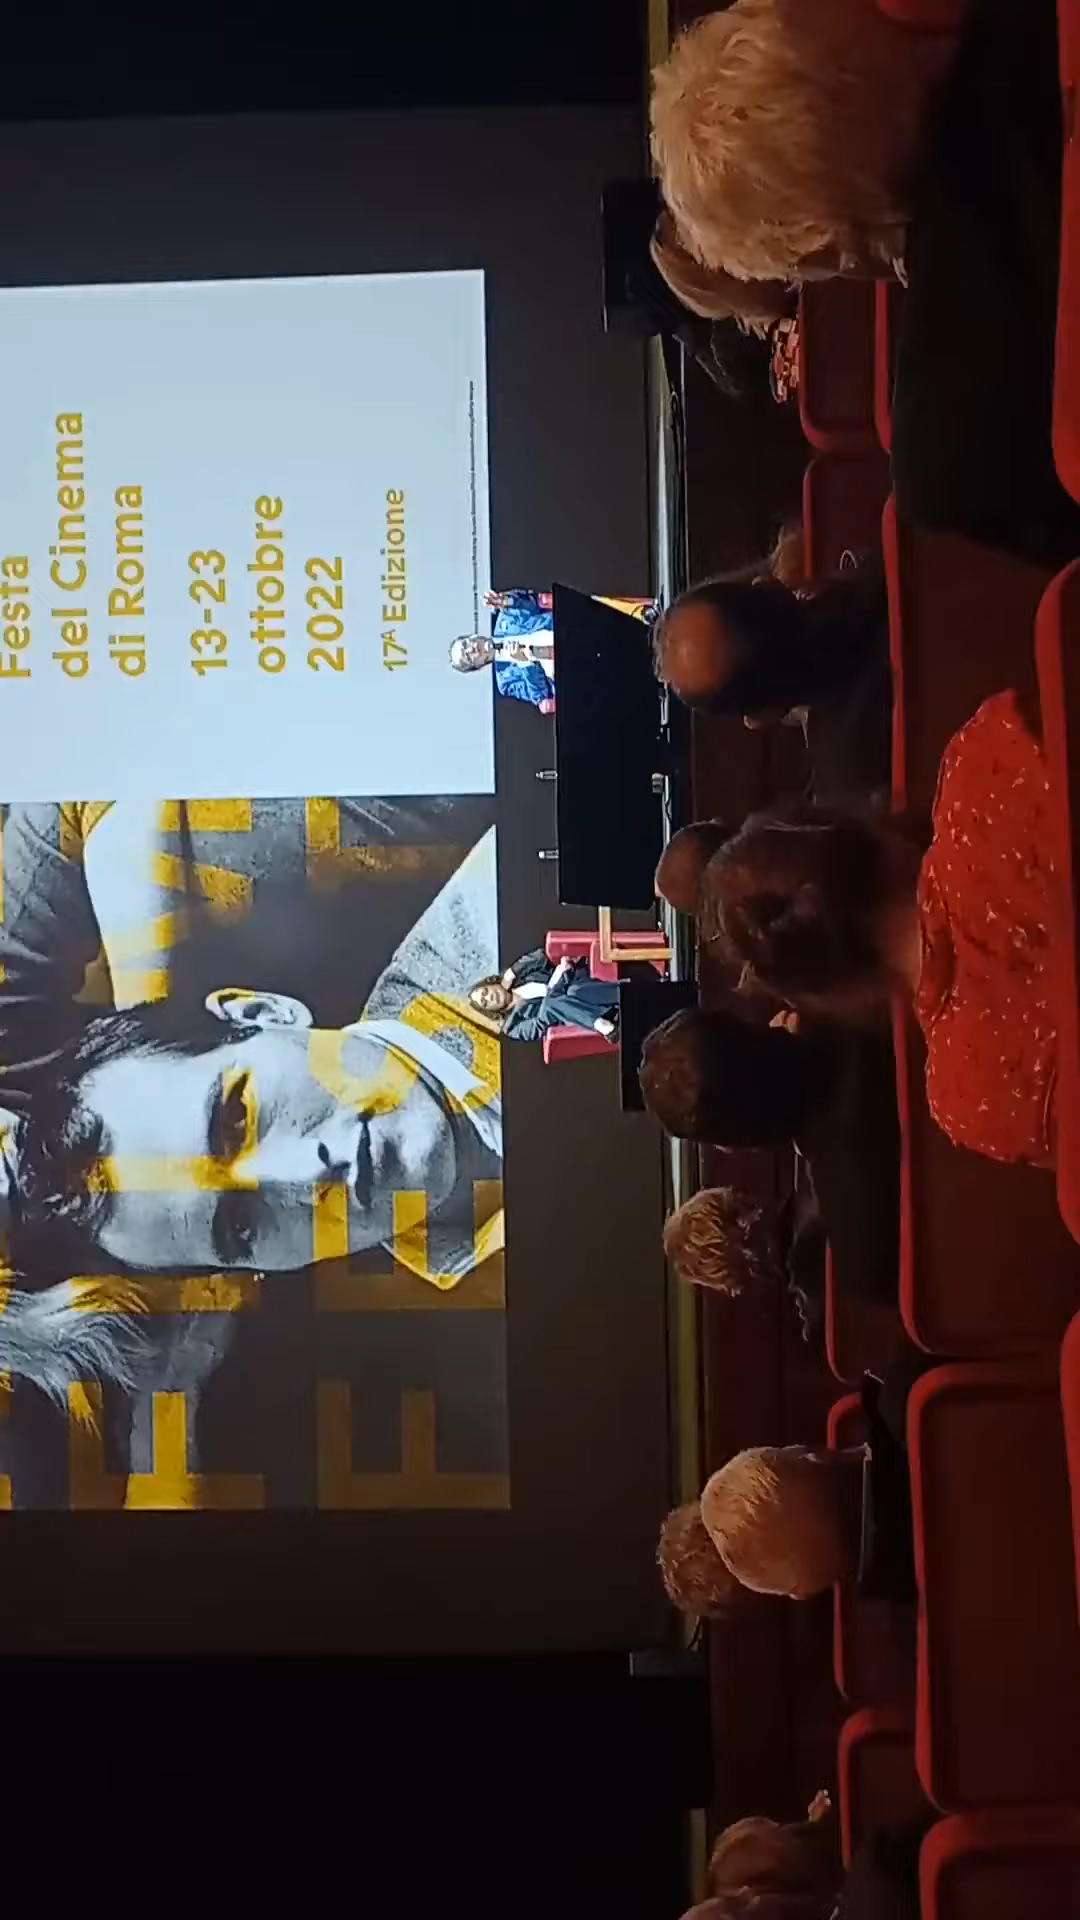 Festa
del Cinema
di Roma
13-23
ottobre
2022
17ᴬ Edizione